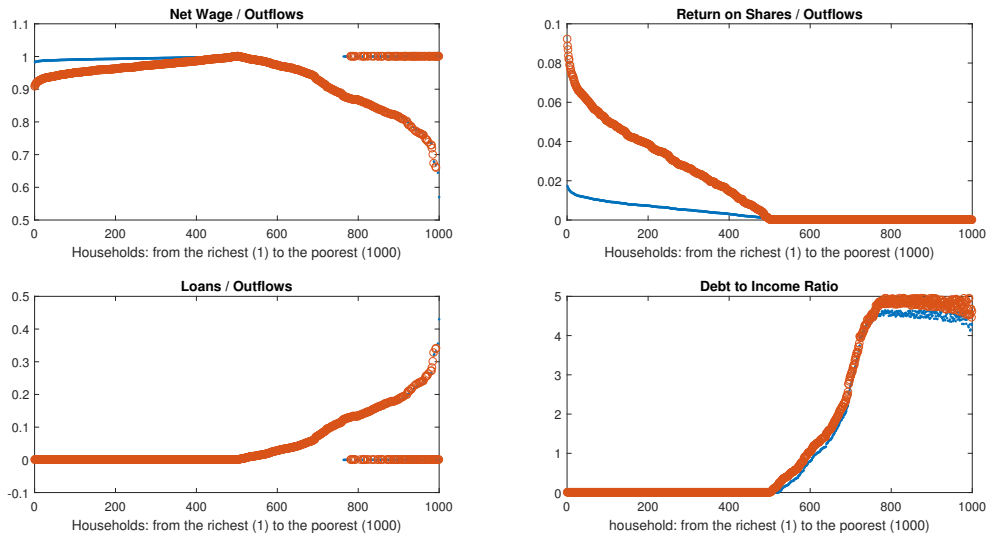 Net Wage / Outflows
1.1
1
0.9
0.8
0.7
0.6
0.5
0 200 400 600 800 1000
Households: from the richest (1) to the poorest (1000)
Return on Shares / Outflows
0.1
0.08
0.06
0.04
0.02
0
0 200 400 600 800 1000
Households: from the richest (1) to the poorest (1000)
Loans / Outflows
0.5
0.4
0.3
0.2
0.1
0
-0.1
0 200 400 600 800 1000
Households: from the richest (1) to the poorest (1000)
Debt to Income Ratio
5
4
3
2
1
0
0 200 400 600 800 1000
household: from the richest (1) to the poorest (1000)